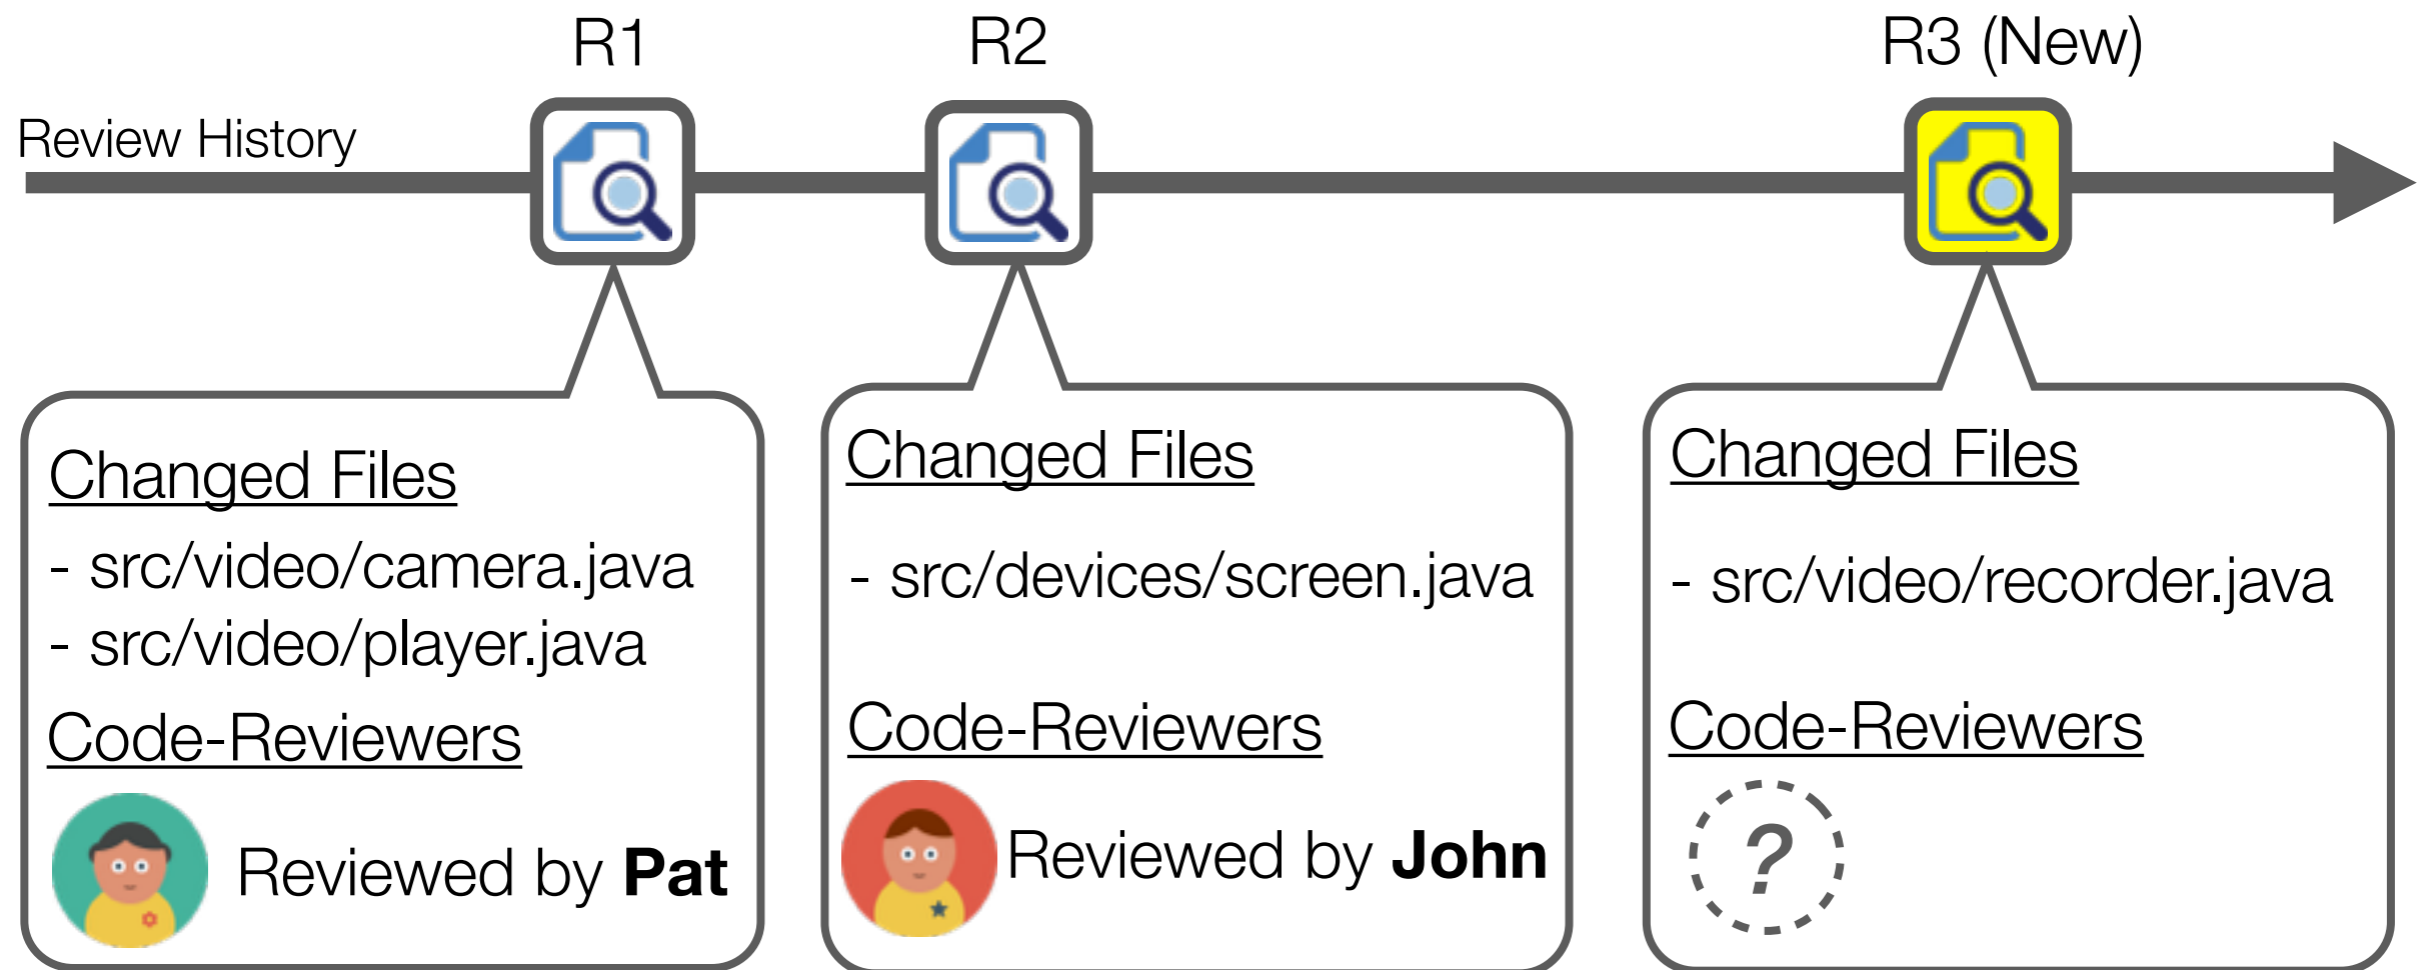 R1
R2
R3 (New)
Review History
Changed Files
- src/video/camera.java
- src/video/player.java
Code-Reviewers
Reviewed by Pat
Changed Files
- src/devices/screen.java
Code-Reviewers
Reviewed by John
Changed Files
- src/video/recorder.java
Code-Reviewers
?